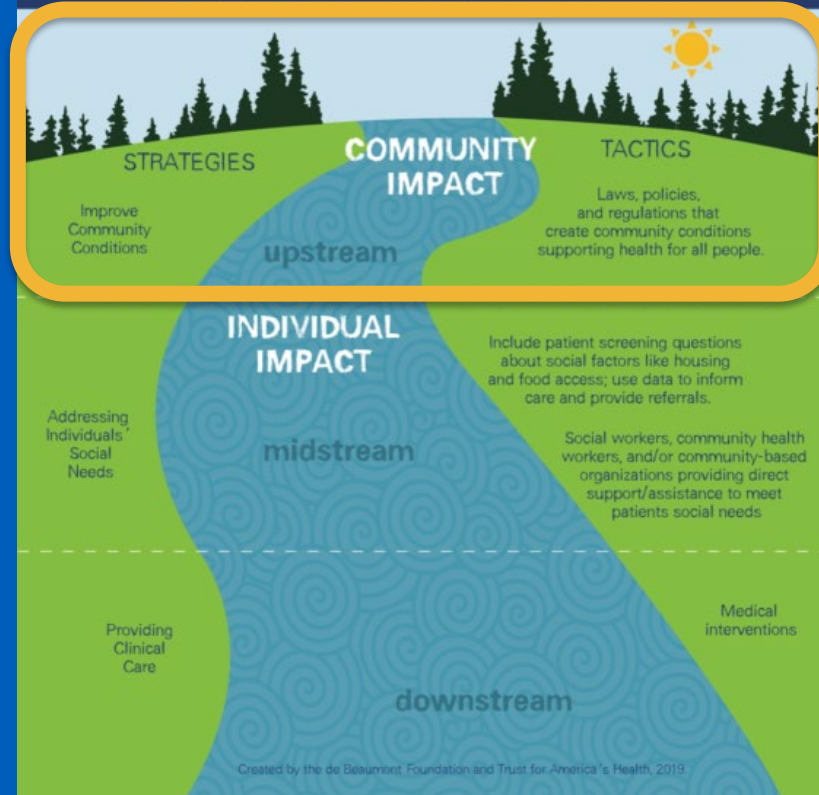 STRATEGIES
COMMUNITY
IMPACT
TACTICS
Improve
Community
Conditions
upstream
Laws, policies,
and regulations that
create community conditions
supporting health for all people.
INDIVIDUAL
IMPACT
Addressing
Individuals'
Social
Needs
midstream
Include patient screening questions
about social factors like housing
and food access; use data to inform
care and provide referrals.
Social workers, community health
workers, and/or community-based
organizations providing direct
support/assistance to meet
patients social needs
Providing
Clinical
Care
Medical
interventions
downstream
Created by the de Beaumont Foundation and Trust for America's Health, 2019.